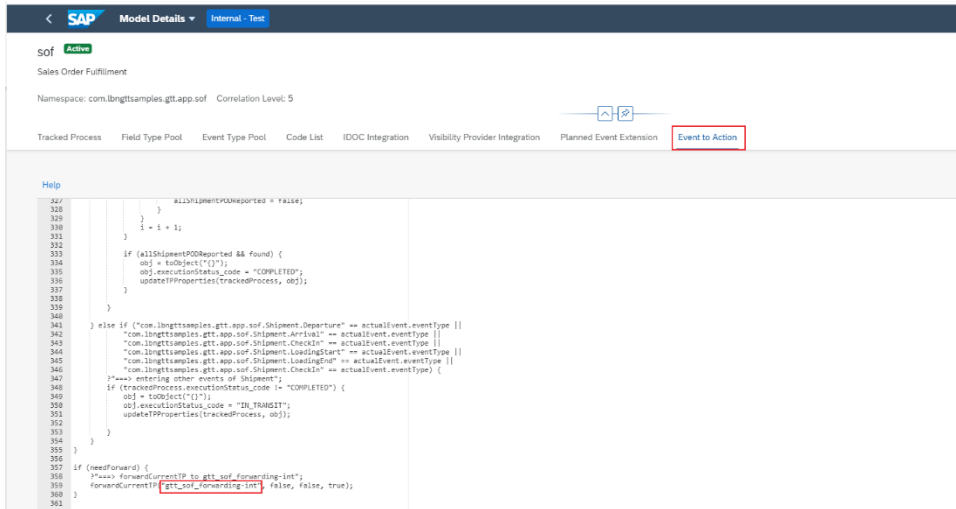 SAP Model Details Internal - Test
sof Active
Sales Order Fulfillment
Namespace: com.lbngttsamples.gtt.app.sof Correlation Level: 5
Tracked Process Field Type Pool Event Type Pool Code List IDOC Integration Visibility Provider Integration Planned Event Extension Event to Action
Help
327 allShipmentPODReported = false;
328 }
329 }
330 i = i + 1;
331 }
332
333 if (allShipmentPODReported && found) {
334 obj = toObject("{}");
335 obj.executionStatus_code = "COMPLETED";
336 updateTPProperties(trackedProcess, obj);
337 }
338
339 }
340
341 } else if ("com.lbngttsamples.gtt.app.sof.Shipment.Departure" == actualEvent.eventType ||
342 "com.lbngttsamples.gtt.app.sof.Shipment.Arrival" == actualEvent.eventType ||
343 "com.lbngttsamples.gtt.app.sof.Shipment.CheckIn" == actualEvent.eventType ||
344 "com.lbngttsamples.gtt.app.sof.Shipment.LoadingStart" == actualEvent.eventType ||
345 "com.lbngttsamples.gtt.app.sof.Shipment.LoadingEnd" == actualEvent.eventType ||
346 "com.lbngttsamples.gtt.app.sof.Shipment.CheckIn" == actualEvent.eventType) {
347 ?"===> entering other events of Shipment";
348 if (trackedProcess.executionStatus_code != "COMPLETED") {
349 obj = toObject("{}");
350 obj.executionStatus_code = "IN_TRANSIT";
351 updateTPProperties(trackedProcess, obj);
352
353 }
354 }
355 }
356
357 if (needForward) {
358 ?"===> forwardCurrentTP to gtt_sof_forwarding-int";
359 forwardCurrentTP("gtt_sof_forwarding-int", false, false, true);
360 }
361